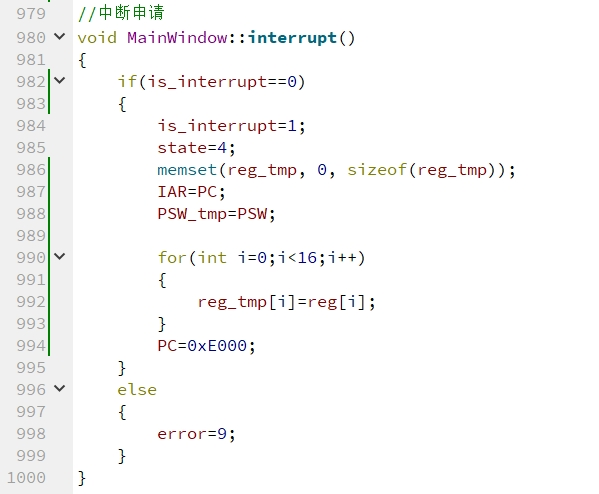 979 //中断申请
980 void MainWindow::interrupt()
981 {
982     if(is_interrupt==0)
983     {
984         is_interrupt=1;
985         state=4;
986         memset(reg_tmp, 0, sizeof(reg_tmp));
987         IAR=PC;
988         PSW_tmp=PSW;
989
990         for(int i=0;i<16;i++)
991         {
992             reg_tmp[i]=reg[i];
993         }
994         PC=0xE000;
995     }
996     else
997     {
998         error=9;
999     }
1000 }